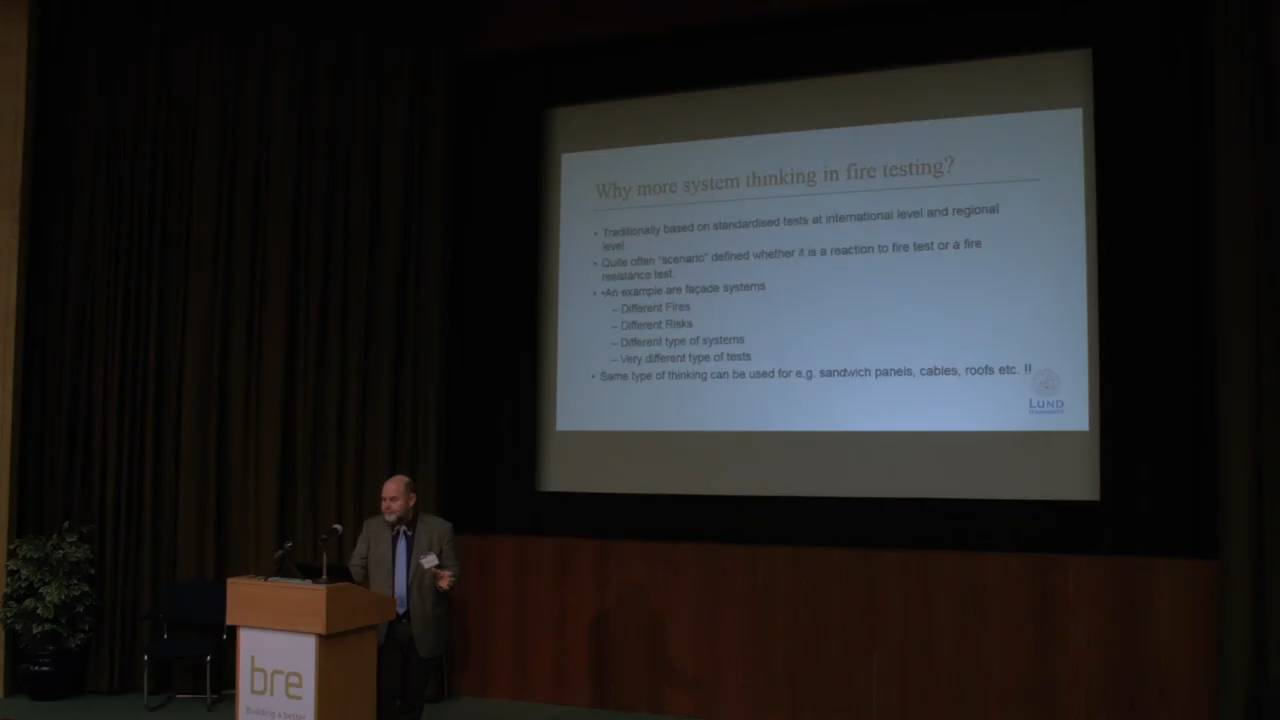 Why more system thinking in fire testing?
• Traditionally based on standardised tests at international level and regional
level.
• Quite often "scenario" defined whether it is a reaction to fire test or a fire
resistance test.
• •An example are façade systems
– Different Fires
– Different Risks
– Different type of systems
– Very different type of tests
• Same type of thinking can be used for e.g. sandwich panels, cables, roofs etc. !!
LUND
UNIVERSITY
bre
Building a better